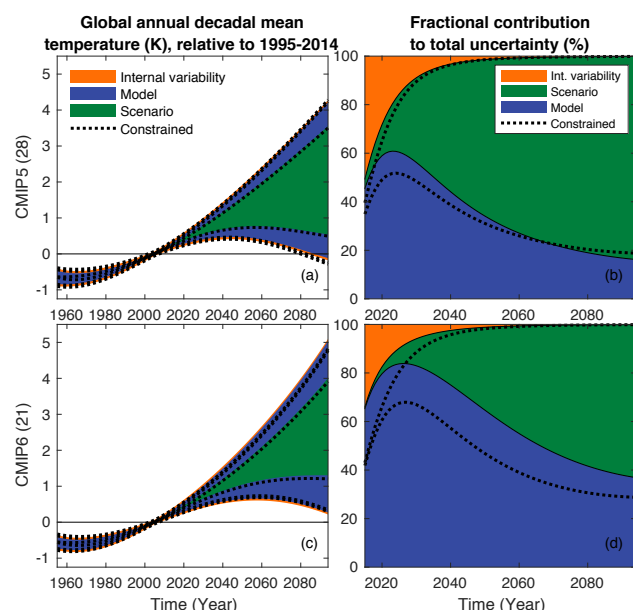 Global annual decadal mean
temperature (K), relative to 1995-2014
Fractional contribution
to total uncertainty (%)
CMIP5 (28)
5
4
3
2
1
0
-1
Internal variability
Model
Scenario
Constrained
(a)
1960 1980 2000 2020 2040 2060 2080
100
80
60
40
20
0
Int. variability
Scenario
Model
Constrained
(b)
2020 2040 2060 2080
CMIP6 (21)
5
4
3
2
1
0
-1
(c)
1960 1980 2000 2020 2040 2060 2080
Time (Year)
100
80
60
40
20
0
(d)
2020 2040 2060 2080
Time (Year)